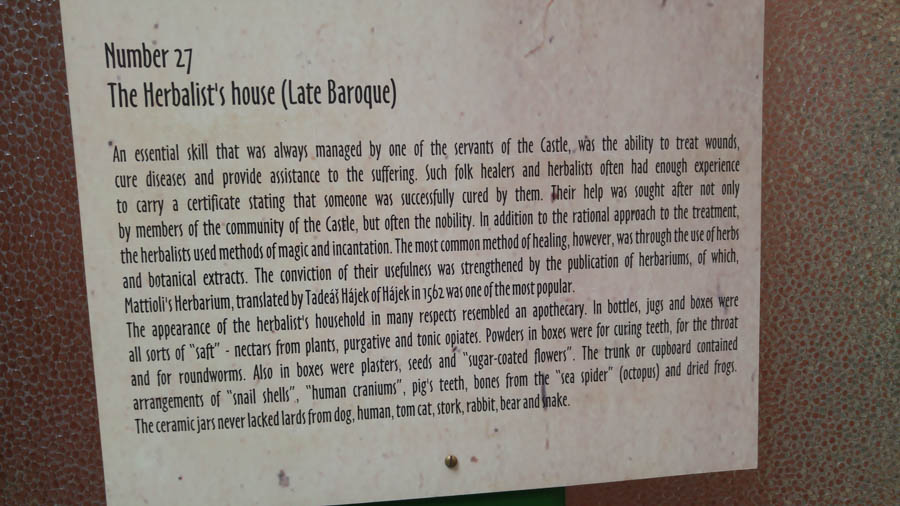 Number 27
The Herbalist's house (Late Baroque)
An essential skill that was always managed by one of the servants of the Castle, was the ability to treat wounds,
cure diseases and provide assistance to the suffering. Such folk healers and herbalists often had enough experience
to carry a certificate stating that someone was successfully cured by them. Their help was sought after not only
by members of the community of the Castle, but often the nobility. In addition to the rational approach to the treatment,
the herbalists used methods of magic and incantation. The most common method of healing, however, was through the use of herbs
and botanical extracts. The conviction of their usefulness was strengthened by the publication of herbariums, of which,
Mattioli's Herbarium, translated by Tadeáš Hájek of Hájek in 1562 was one of the most popular.
The appearance of the herbalist's household in many respects resembled an apothecary. In bottles, jugs and boxes were
all sorts of "saft" - nectars from plants, purgative and tonic opiates. Powders in boxes were for curing teeth, for the throat
and for roundworms. Also in boxes were plasters, seeds and "sugar-coated flowers". The trunk or cupboard contained
arrangements of "snail shells"., "human craniums", pig's teeth, bones from the "sea spider" (octopus) and dried frogs.
The ceramic jars never lacked lards from dog, human, tom cat, stork, rabbit, bear and snake.